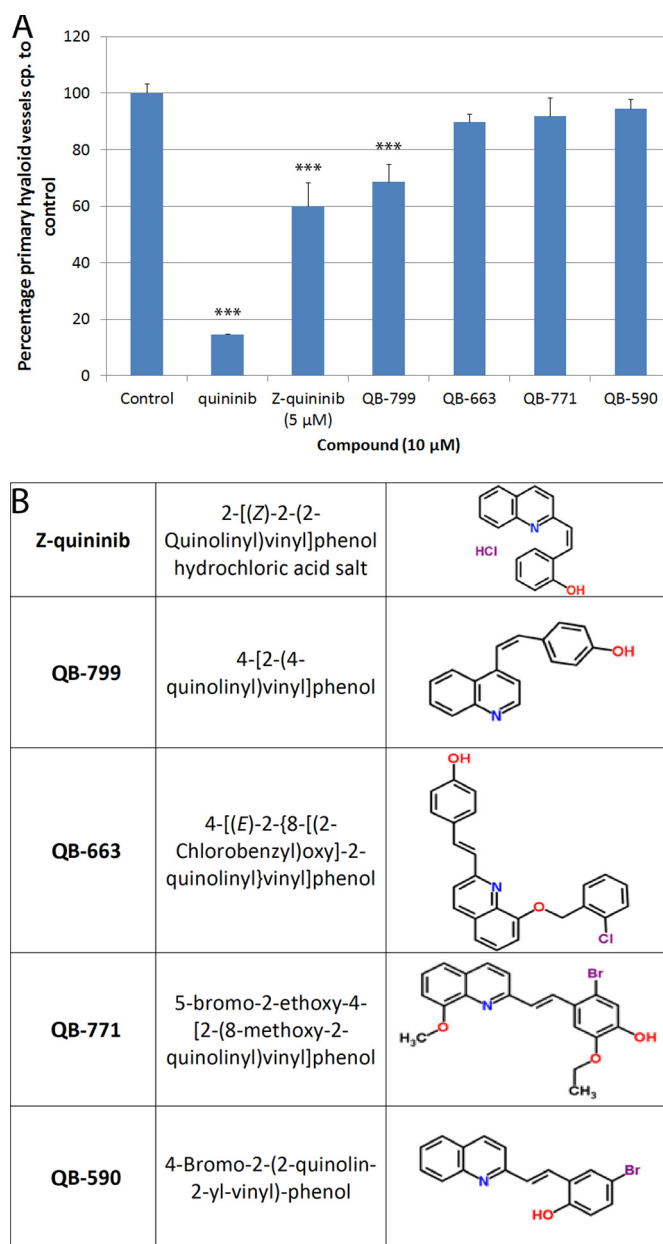 A
Percentage primary hyaloid vessels cp. to
control
120
100
80
60
40
20
0
***
***
***
Control
quininib
Z-quininib
(5 µM)
QB-799
QB-663
QB-771
QB-590
Compound (10 µM)
B
Z-quininib
2-[(Z)-2-(2-
Quinolinyl)vinyl]phenol
hydrochloric acid salt
N
HCl
OH
QB-799
4-[2-(4-
quinolinyl)vinyl]phenol
OH
N
QB-663
4-[(E)-2-{8-[(2-
Chlorobenzyl)oxy]-2-
quinolinyl}vinyl]phenol
OH
N
O
Cl
QB-771
5-bromo-2-ethoxy-4-
[2-(8-methoxy-2-
quinolinyl)vinyl]phenol
Br
N
O
H3C
OH
O
CH3
QB-590
4-Bromo-2-(2-quinolin-
2-yl-vinyl)-phenol
Br
N
HO